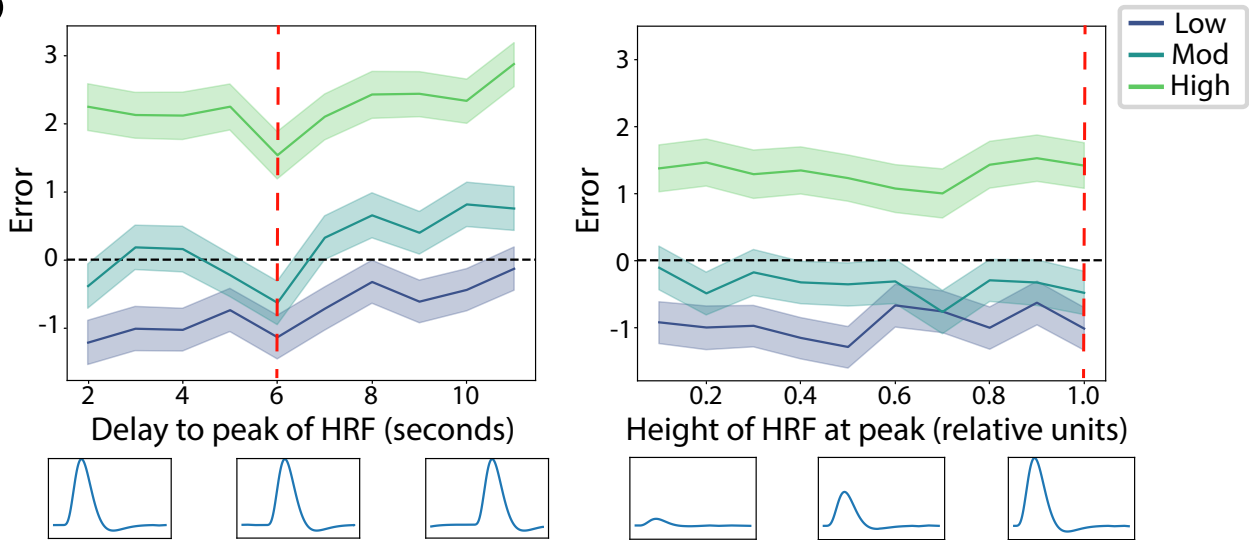 Low
Mod
High
3
2
1
0
-1
Error
2 4 6 8 10
Delay to peak of HRF (seconds)
3
2
1
0
-1
Error
0.2 0.4 0.6 0.8 1.0
Height of HRF at peak (relative units)